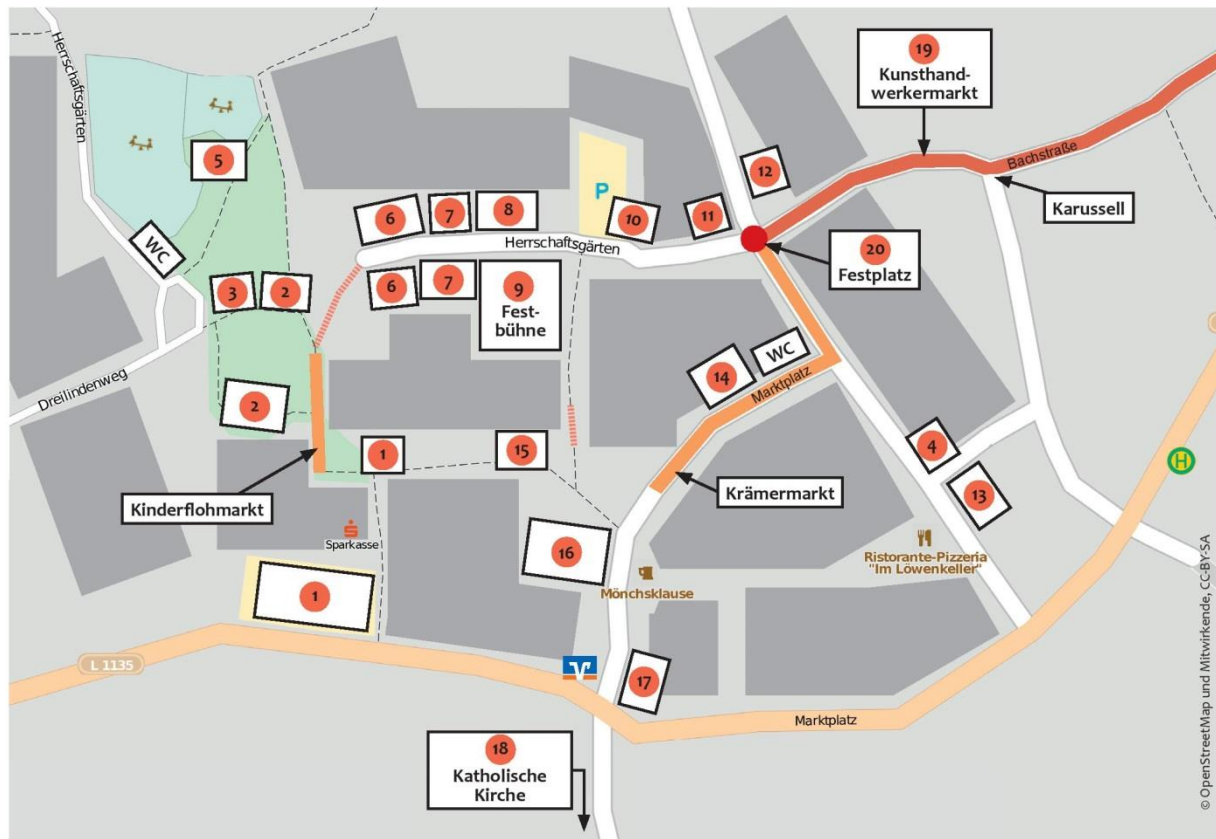 Herrschaftsgärten
19
Kunsthand-
werkermarkt
5
12
Bachstraße
P
6
7
8
10
11
Karussell
WC
Herrschaftsgärten
20
Festplatz
3
2
6
7
9
Fest-
bühne
14
WC
Marktplatz
Dreilindenweg
2
1
15
4
H
Kinderflohmarkt
Krämermarkt
13
Sparkasse
16
Ristorante-Pizzeria
"Im Löwenkeller"
Mönchsklause
1
L 1135
17
Marktplatz
18
Katholische
Kirche
© OpenStreetMap und Mitwirkende, CC-BY-SA